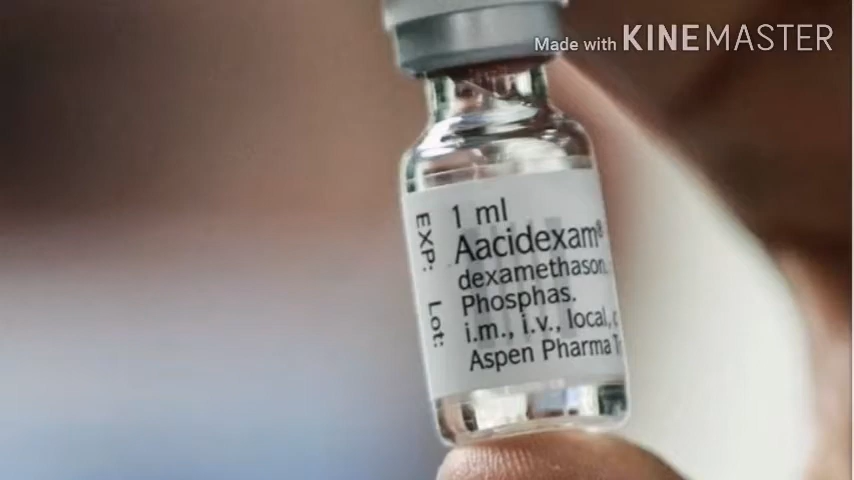 Made with KINEMASTER
1 ml
Aacidexam®
dexamethason.
Phosphas.
i.m., i.v., local,
Aspen Pharma
EXP:
Lot: